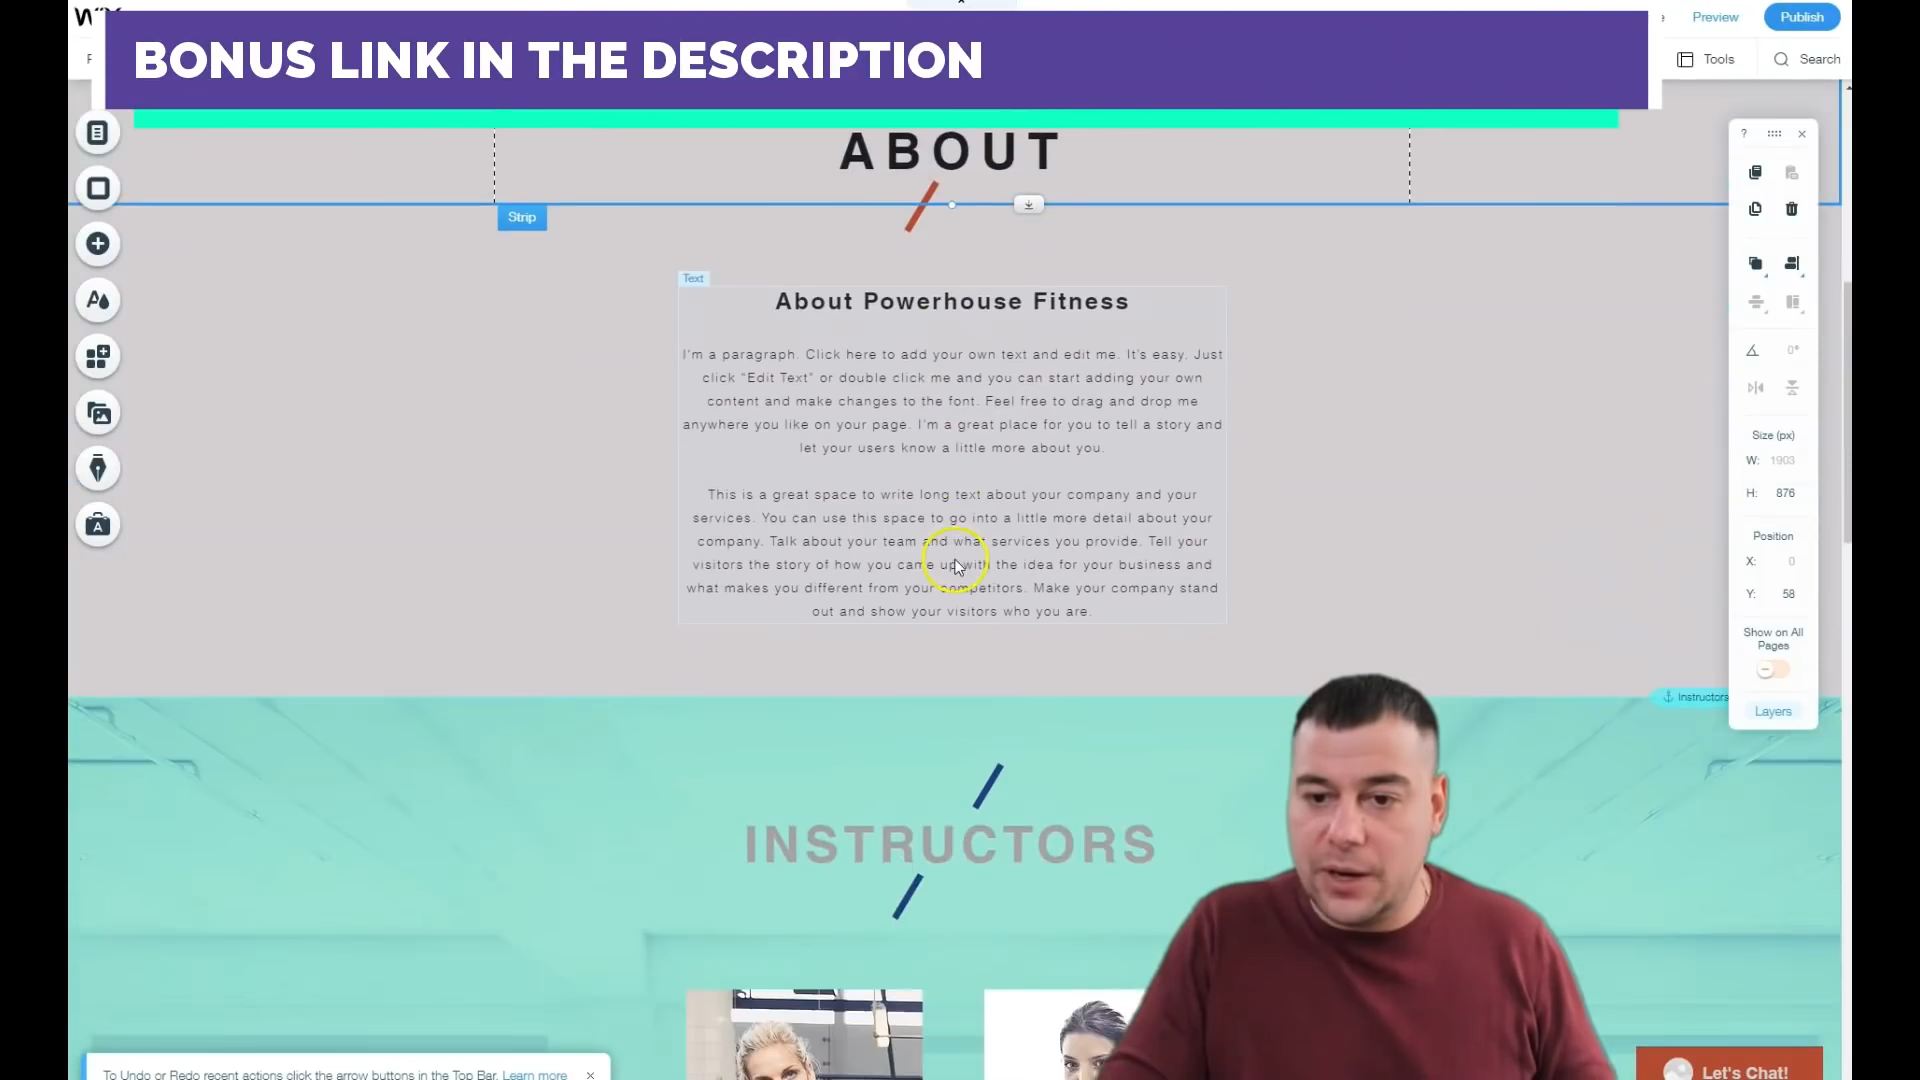 BONUS LINK IN THE DESCRIPTION
Preview
Publish
Tools
Search
ABOUT
Strip
Text
About Powerhouse Fitness
I'm a paragraph. Click here to add your own text and edit me. It's easy. Just
click “Edit Text” or double click me and you can start adding your own
content and make changes to the font. Feel free to drag and drop me
anywhere you like on your page. I'm a great place for you to tell a story and
let your users know a little more about you.
This is a great space to write long text about your company and your
services. You can use this space to go into a little more detail about your
company. Talk about your team and what services you provide. Tell your
visitors the story of how you came up with the idea for your business and
what makes you different from your competitors. Make your company stand
out and show your visitors who you are.
?
0°
Size (px)
W: 1903
H: 876
Position
X: 0
Y: 58
Show on All
Pages
Layers
Instructors
INSTRUCTORS
To Undo or Redo recent actions click the arrow buttons in the Top Bar. Learn more
Let's Chat!